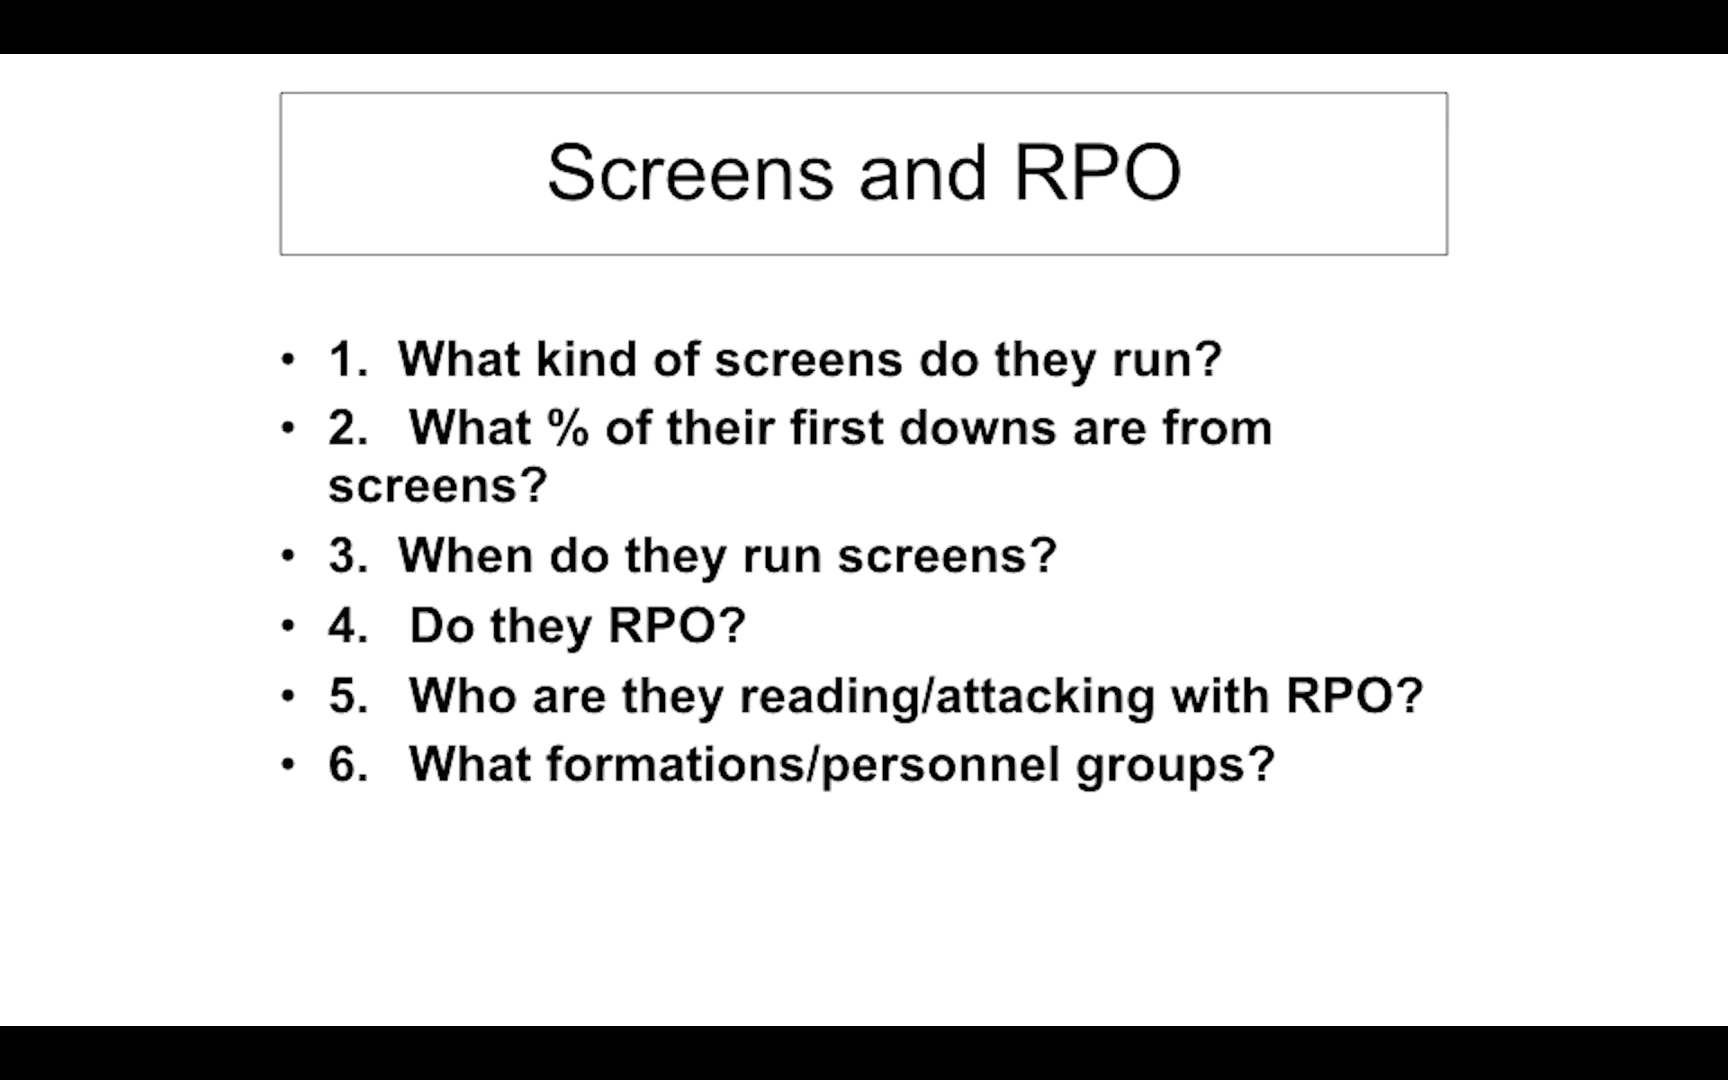 Screens and RPO
• 1. What kind of screens do they run?
• 2. What % of their first downs are from
screens?
• 3. When do they run screens?
• 4. Do they RPO?
• 5. Who are they reading/attacking with RPO?
• 6. What formations/personnel groups?